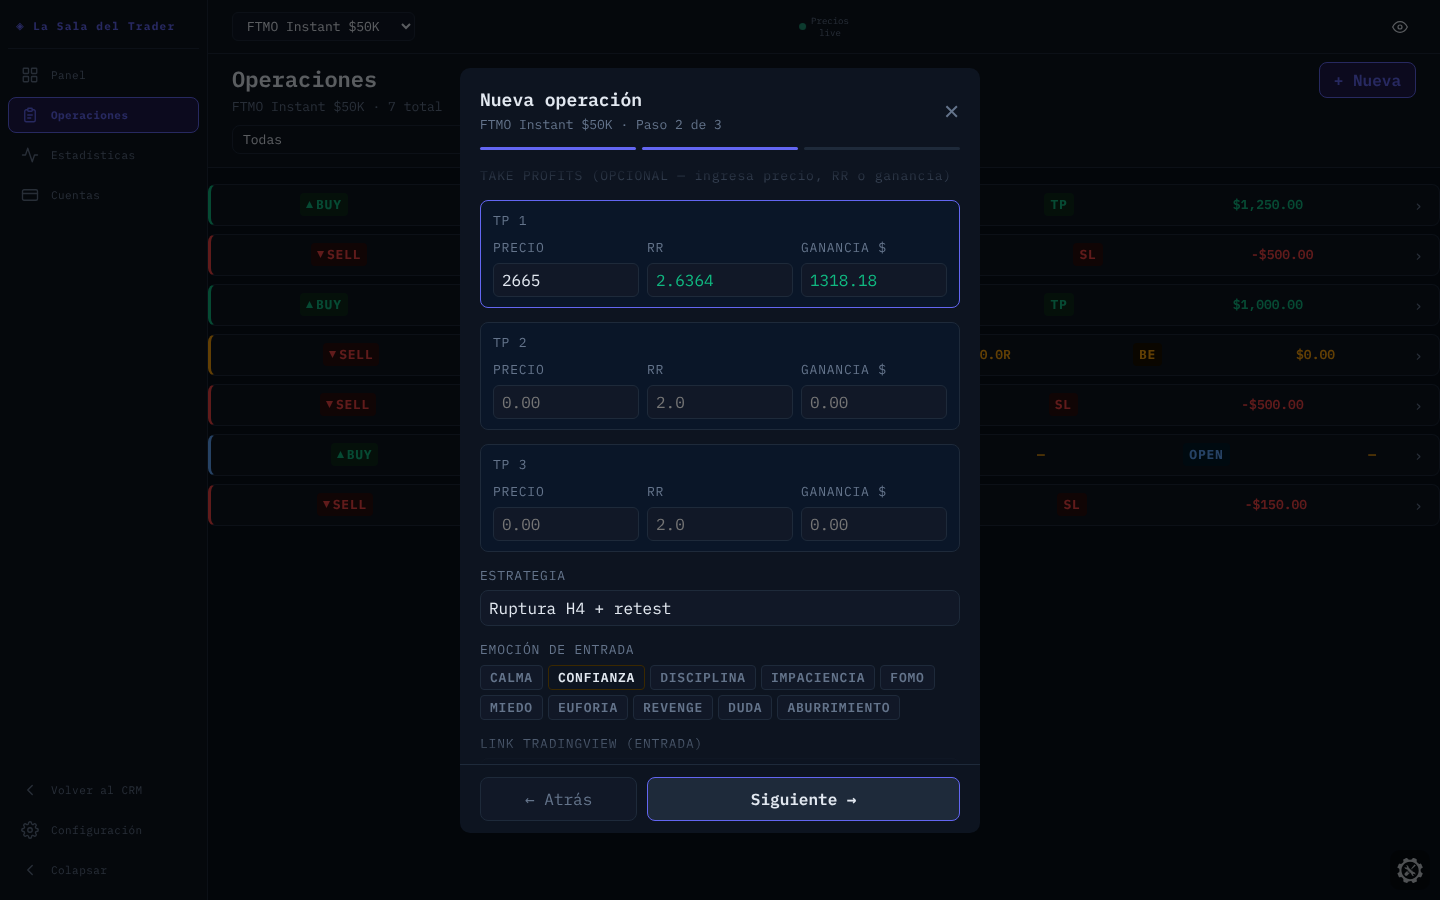 ◈ La Sala del Trader
FTMO Instant $50K
Precios
live
Panel
Operaciones
Estadísticas
Cuentas
Volver al CRM
Configuración
Colapsar
Operaciones
+ Nueva
FTMO Instant $50K · 7 total
Todas
▲BUY TP $1,250.00 ›
▼SELL SL -$500.00 ›
▲BUY TP $1,000.00 ›
▼SELL 0.0R BE $0.00 ›
▼SELL SL -$500.00 ›
▲BUY — OPEN — ›
▼SELL SL -$150.00 ›
Nueva operación
FTMO Instant $50K · Paso 2 de 3
✕
TAKE PROFITS (OPCIONAL — ingresa precio, RR o ganancia)
TP 1
PRECIO RR GANANCIA $
2665 2.6364 1318.18
TP 2
PRECIO RR GANANCIA $
0.00 2.0 0.00
TP 3
PRECIO RR GANANCIA $
0.00 2.0 0.00
ESTRATEGIA
Ruptura H4 + retest
EMOCIÓN DE ENTRADA
CALMA CONFIANZA DISCIPLINA IMPACIENCIA FOMO
MIEDO EUFORIA REVENGE DUDA ABURRIMIENTO
LINK TRADINGVIEW (ENTRADA)
← Atrás Siguiente →